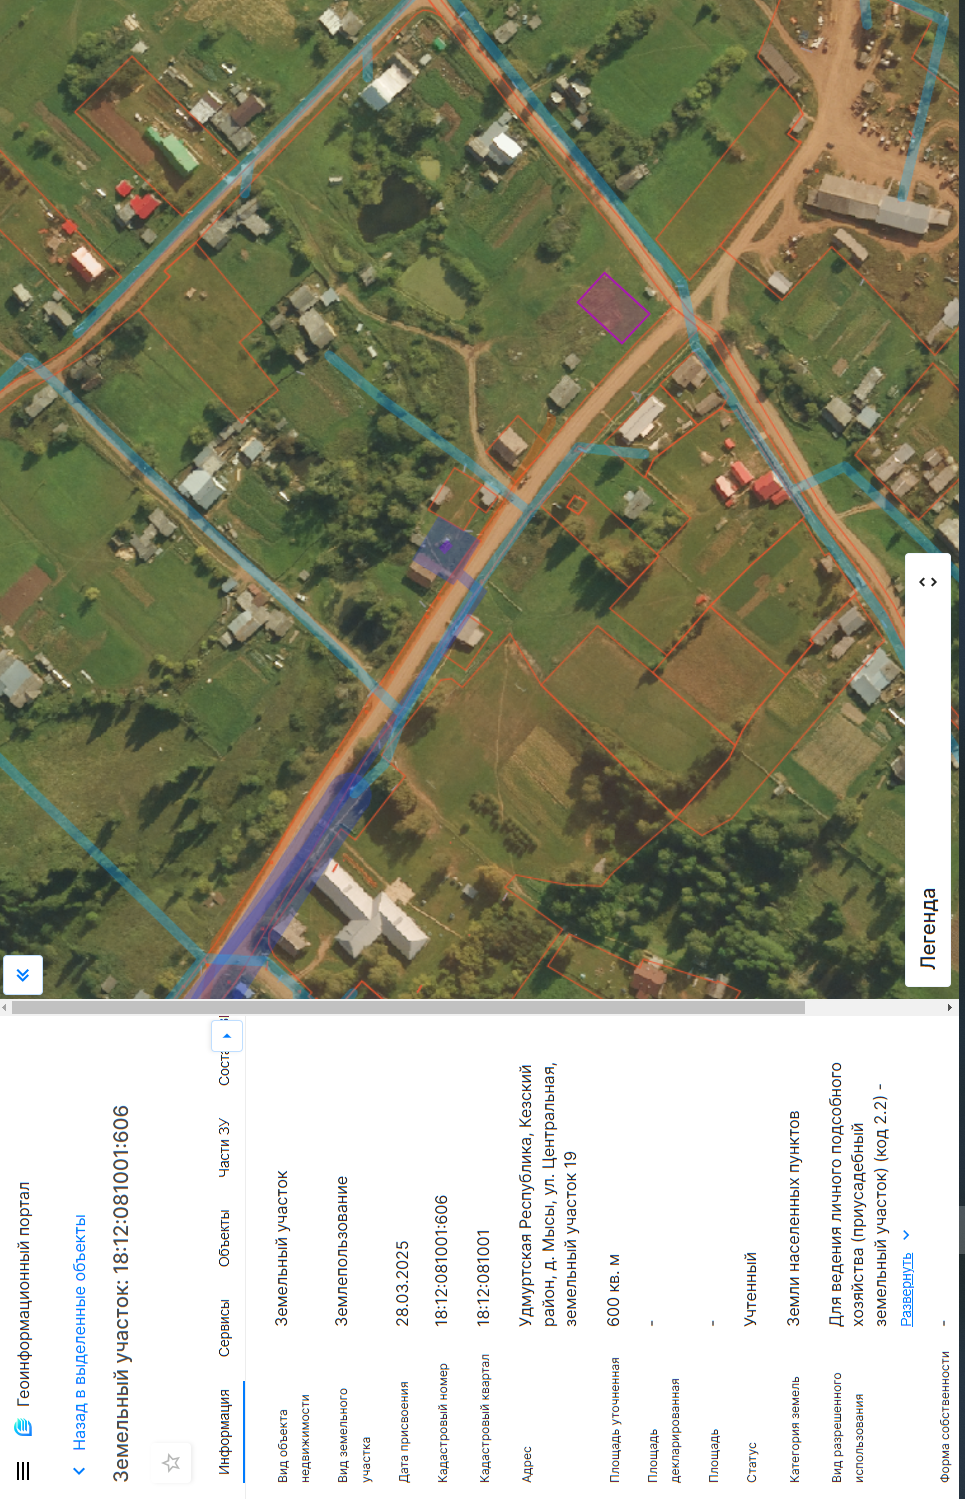 Геоинформационный портал
Назад в выделенные объекты
Земельный участок: 18:12:081001:606
Информация
Сервисы
Объекты
Части ЗУ
Вид объекта
недвижимости
Земельный участок
Вид земельного
участка
Землепользование
Дата присвоения
28.03.2025
Кадастровый номер
18:12:081001:606
Кадастровый квартал
18:12:081001
Адрес
Удмуртская Республика, Кезский
район, д. Мысы, ул. Центральная,
земельный участок 19
Площадь уточненная
600 кв. м
Площадь
декларированная
-
Площадь
-
Статус
Учтенный
Категория земель
Земли населенных пунктов
Вид разрешенного
использования
Для ведения личного подсобного
хозяйства (приусадебный
земельный участок) (код 2.2) -
Развернуть
Форма собственности
-
Легенда